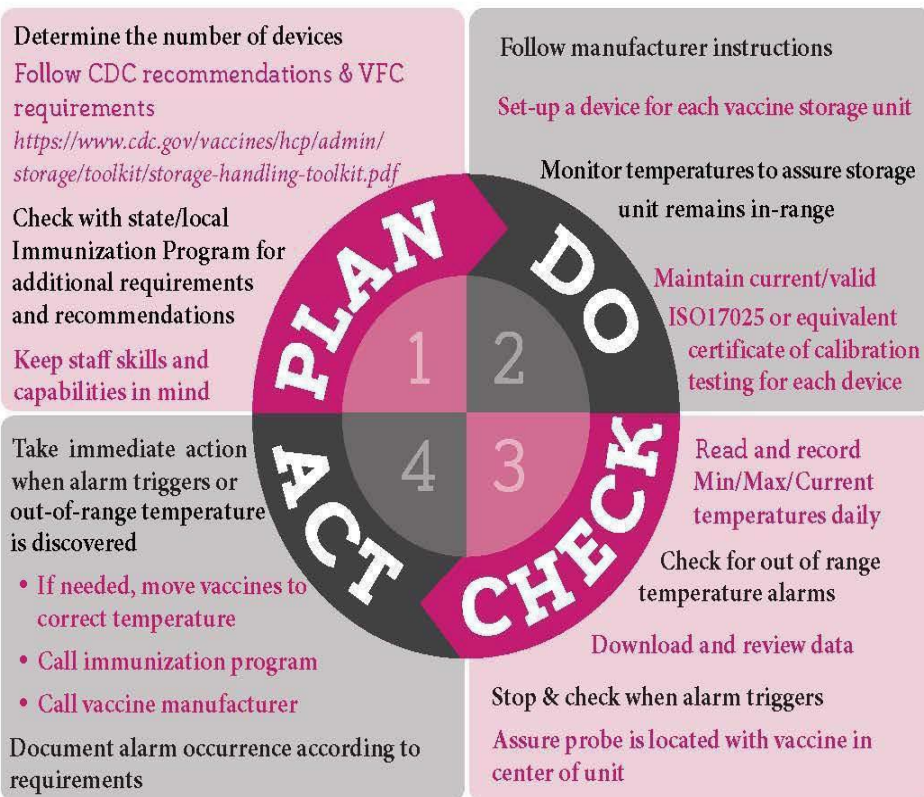 Determine the number of devices
Follow CDC recommendations & VFC
requirements
https://www.cdc.gov/vaccines/hcp/admin/
storage/toolkit/storage-handling-toolkit.pdf
Check with state/local
Immunization Program for
additional requirements
and recommendations
Keep staff skills and
capabilities in mind
PLAN
1
Follow manufacturer instructions
Set-up a device for each vaccine storage unit
Monitor temperatures to assure storage
unit remains in-range
Maintain current/valid
ISO17025 or equivalent
certificate of calibration
testing for each device
DO
2
Read and record
Min/Max/Current
temperatures daily
Check for out of range
temperature alarms
Download and review data
Stop & check when alarm triggers
Assure probe is located with vaccine in
center of unit
CHECK
3
Take immediate action
when alarm triggers or
out-of-range temperature
is discovered
• If needed, move vaccines to
correct temperature
• Call immunization program
• Call vaccine manufacturer
Document alarm occurrence according to
requirements
ACT
4